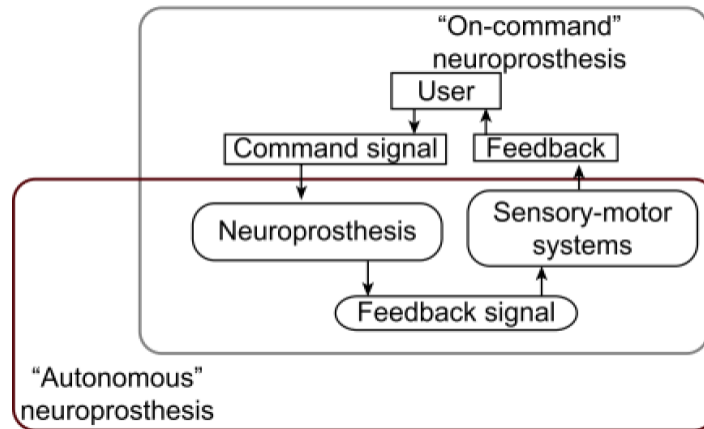 “On-command”
neuroprosthesis
User
Command signal
Feedback
Neuroprosthesis
Sensory-motor
systems
Feedback signal
“Autonomous”
neuroprosthesis